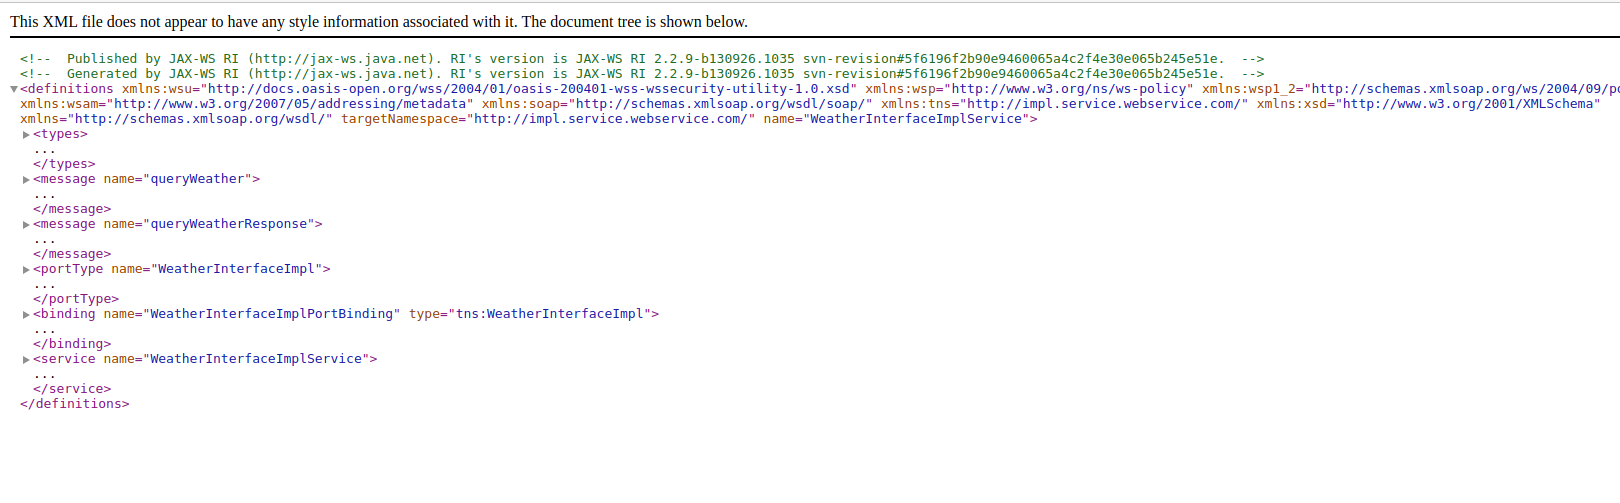 This XML file does not appear to have any style information associated with it. The document tree is shown below.
<!-- Published by JAX-WS RI (http://jax-ws.java.net). RI's version is JAX-WS RI 2.2.9-b130926.1035 svn-revision#5f6196f2b90e9460065a4c2f4e30e065b245e51e. -->
<!-- Generated by JAX-WS RI (http://jax-ws.java.net). RI's version is JAX-WS RI 2.2.9-b130926.1035 svn-revision#5f6196f2b90e9460065a4c2f4e30e065b245e51e. -->
<definitions xmlns:wsu="http://docs.oasis-open.org/wss/2004/01/oasis-200401-wss-wssecurity-utility-1.0.xsd" xmlns:wsp="http://www.w3.org/ns/ws-policy" xmlns:wsp1_2="http://schemas.xmlsoap.org/ws/2004/09/po
xmlns:wsam="http://www.w3.org/2007/05/addressing/metadata" xmlns:soap="http://schemas.xmlsoap.org/wsdl/soap/" xmlns:tns="http://impl.service.webservice.com/" xmlns:xsd="http://www.w3.org/2001/XMLSchema"
xmlns="http://schemas.xmlsoap.org/wsdl/" targetNamespace="http://impl.service.webservice.com/" name="WeatherInterfaceImplService">
<types>
...
</types>
<message name="queryWeather">
...
</message>
<message name="queryWeatherResponse">
...
</message>
<portType name="WeatherInterfaceImpl">
...
</portType>
<binding name="WeatherInterfaceImplPortBinding" type="tns:WeatherInterfaceImpl">
...
</binding>
<service name="WeatherInterfaceImplService">
...
</service>
</definitions>